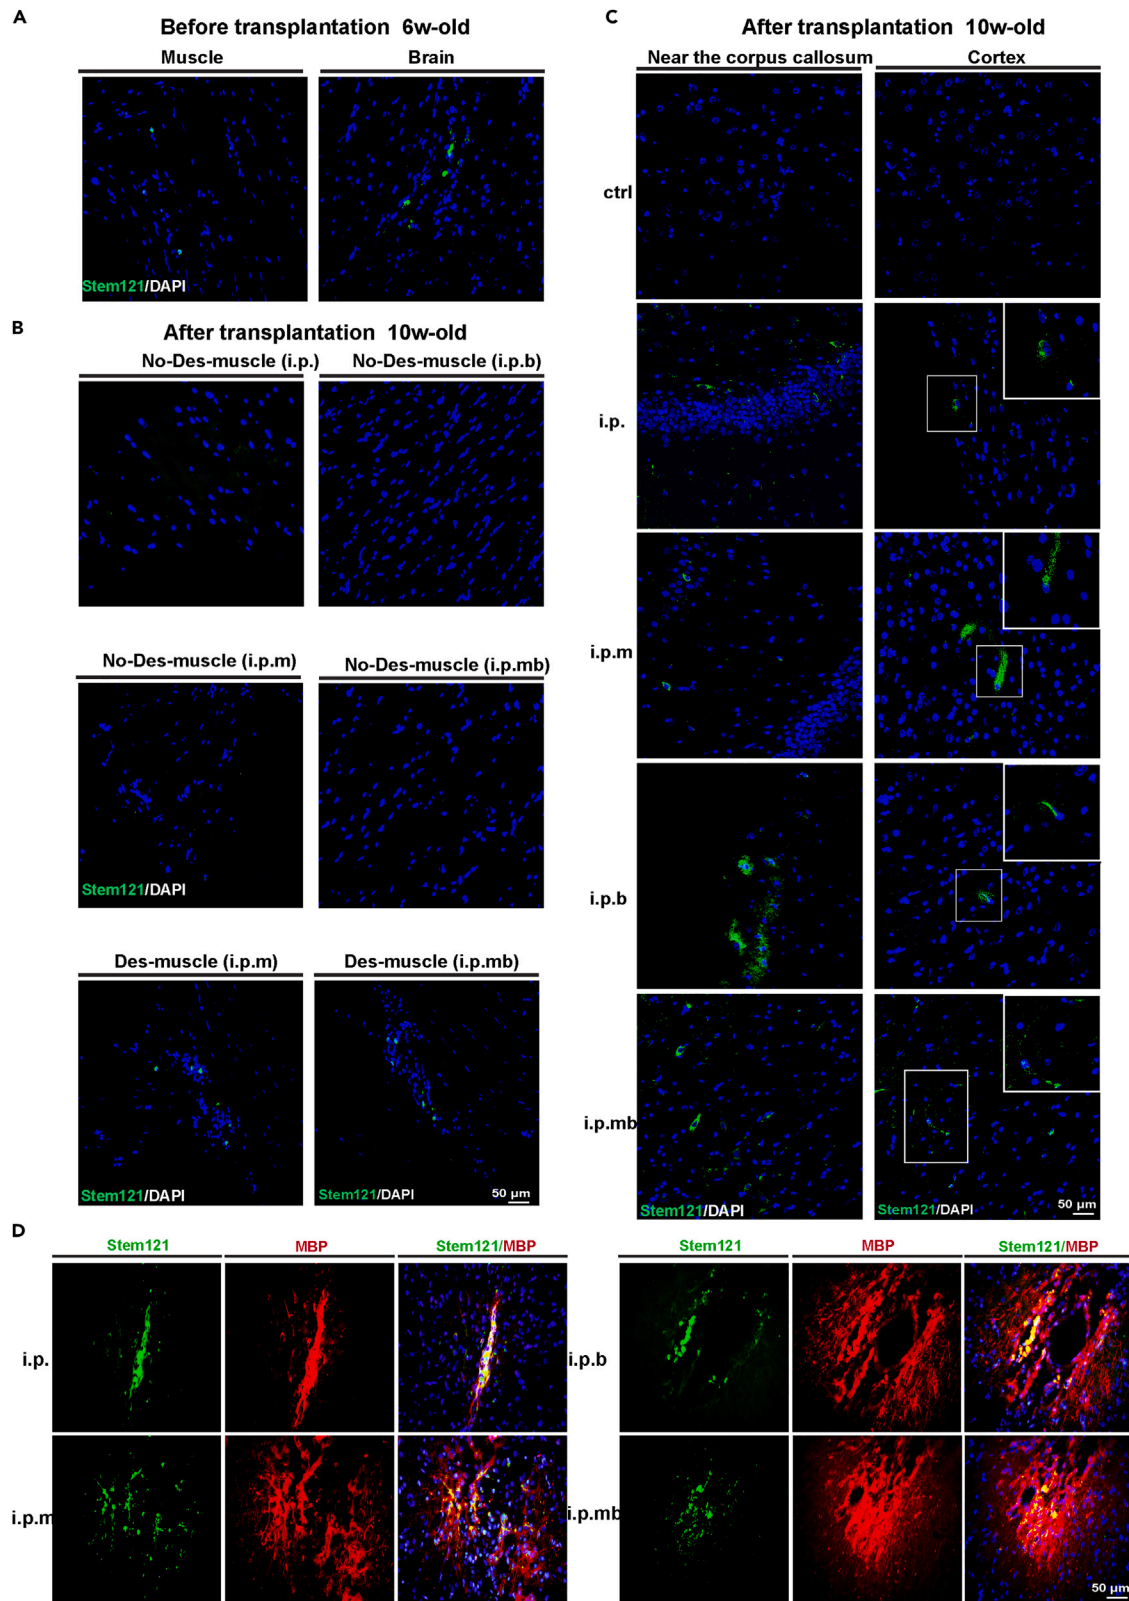 A
Before transplantation 6w-old
Muscle
Brain
Stem121/DAPI
B
After transplantation 10w-old
No-Des-muscle (i.p.)
No-Des-muscle (i.p.b)
No-Des-muscle (i.p.m)
No-Des-muscle (i.p.mb)
Stem121/DAPI
Des-muscle (i.p.m)
Des-muscle (i.p.mb)
Stem121/DAPI
Stem121/DAPI
50 µm
C
After transplantation 10w-old
Near the corpus callosum
Cortex
ctrl
i.p.
i.p.m
i.p.b
i.p.mb
Stem121/DAPI
Stem121/DAPI
50 µm
D
Stem121
MBP
Stem121/MBP
Stem121
MBP
Stem121/MBP
i.p.
i.p.b
i.p.m
i.p.mb
50 µm